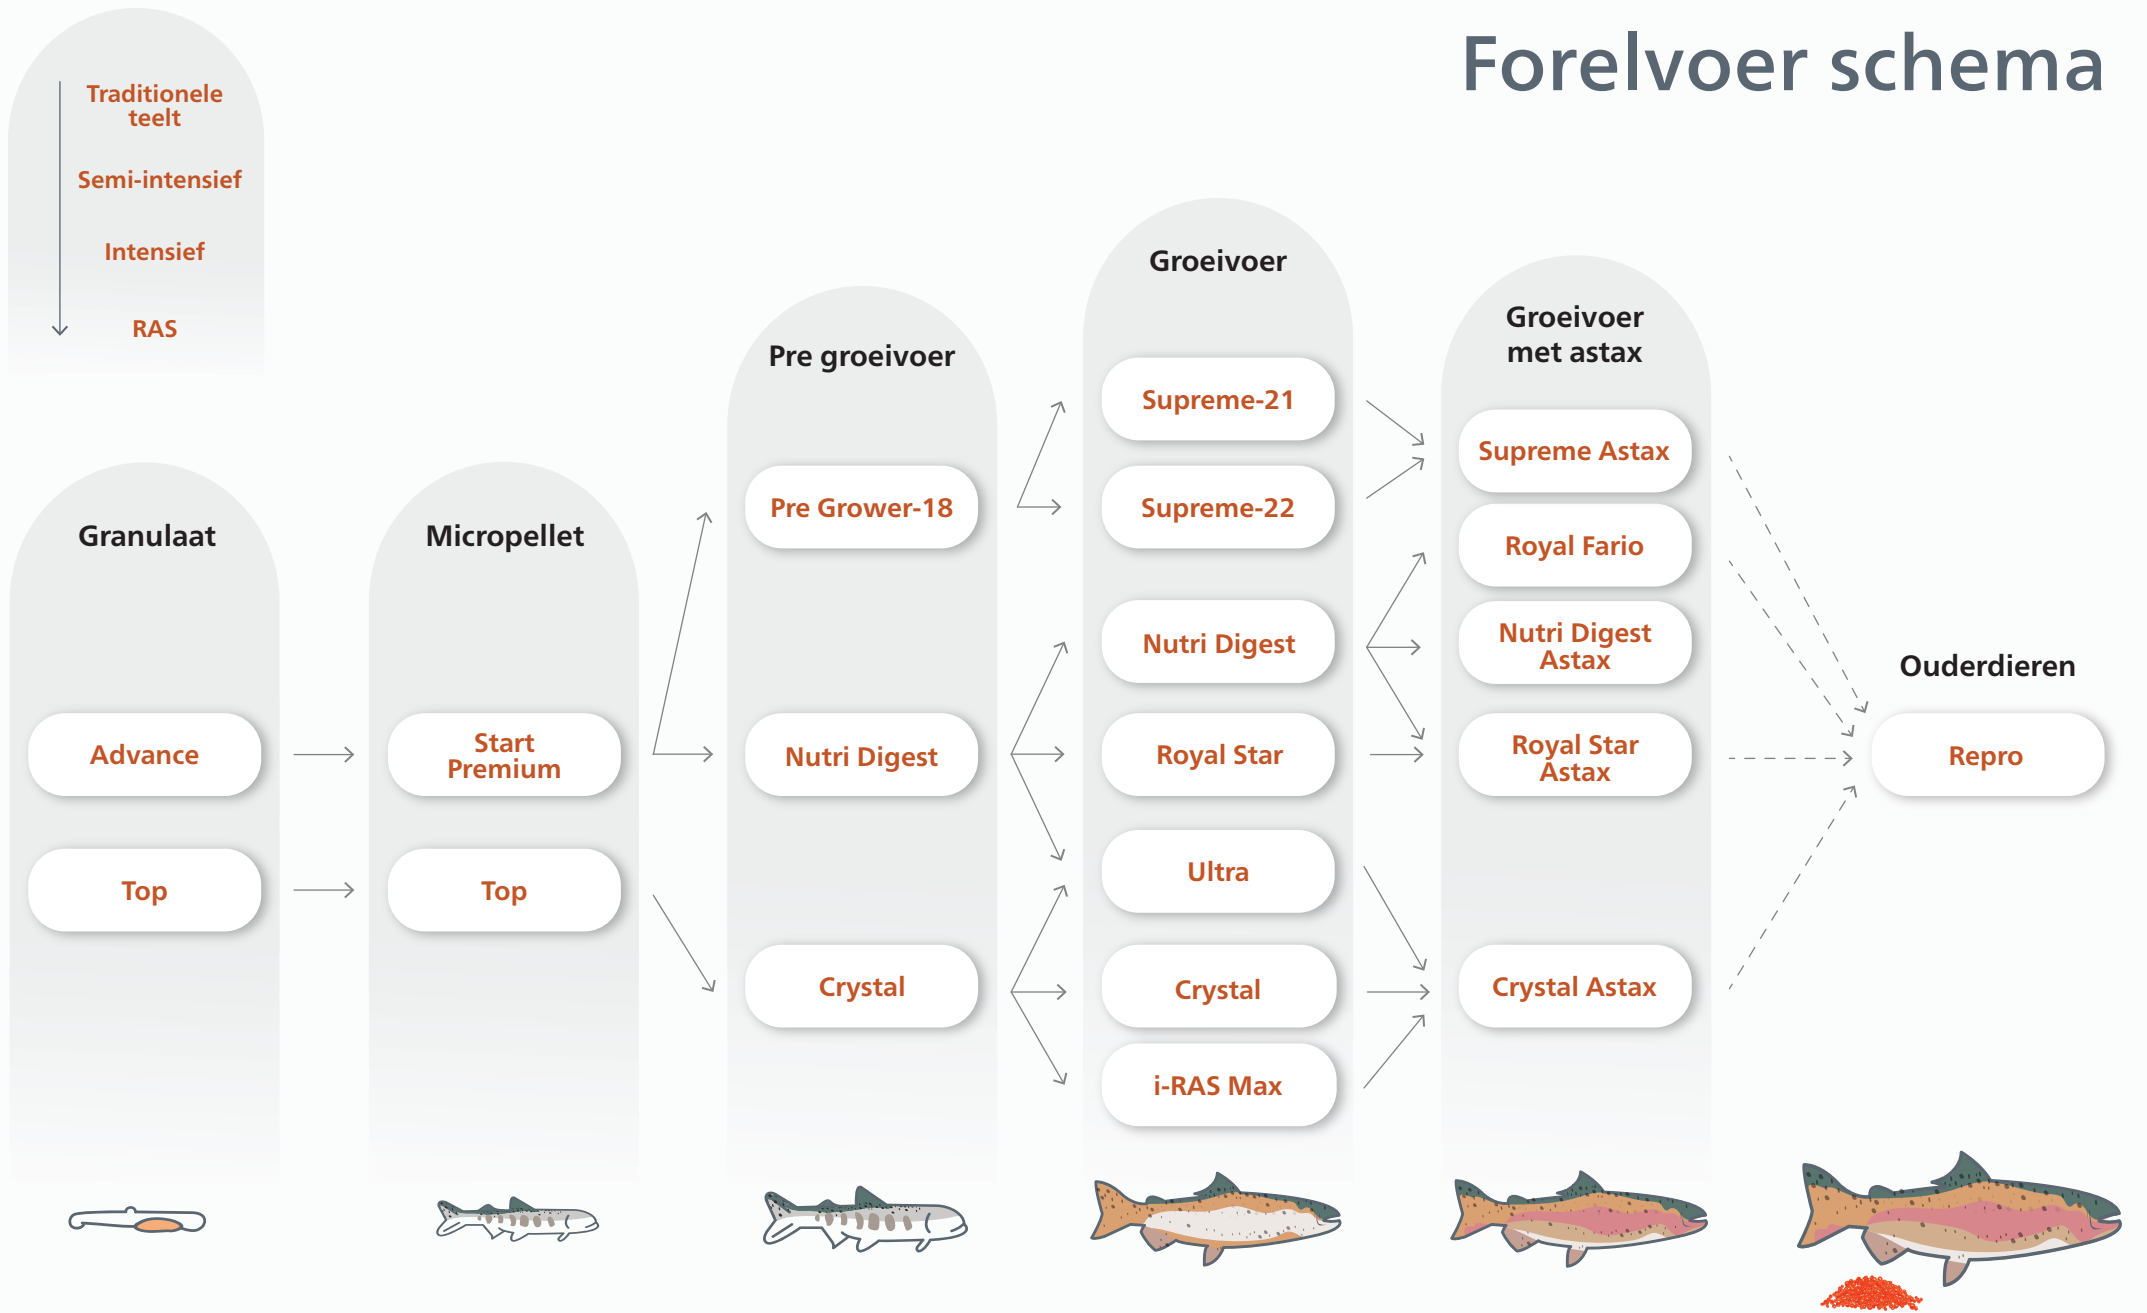 Forelvoer schema
Traditionele
teelt
Semi-intensief
Intensief
RAS
Granulaat
Advance
Top
Micropellet
Start
Premium
Top
Pre groeivoer
Pre Grower-18
Nutri Digest
Crystal
Groeivoer
Supreme-21
Supreme-22
Nutri Digest
Royal Star
Ultra
Crystal
i-RAS Max
Groeivoer
met astax
Supreme Astax
Royal Fario
Nutri Digest
Astax
Royal Star
Astax
Crystal Astax
Ouderdieren
Repro